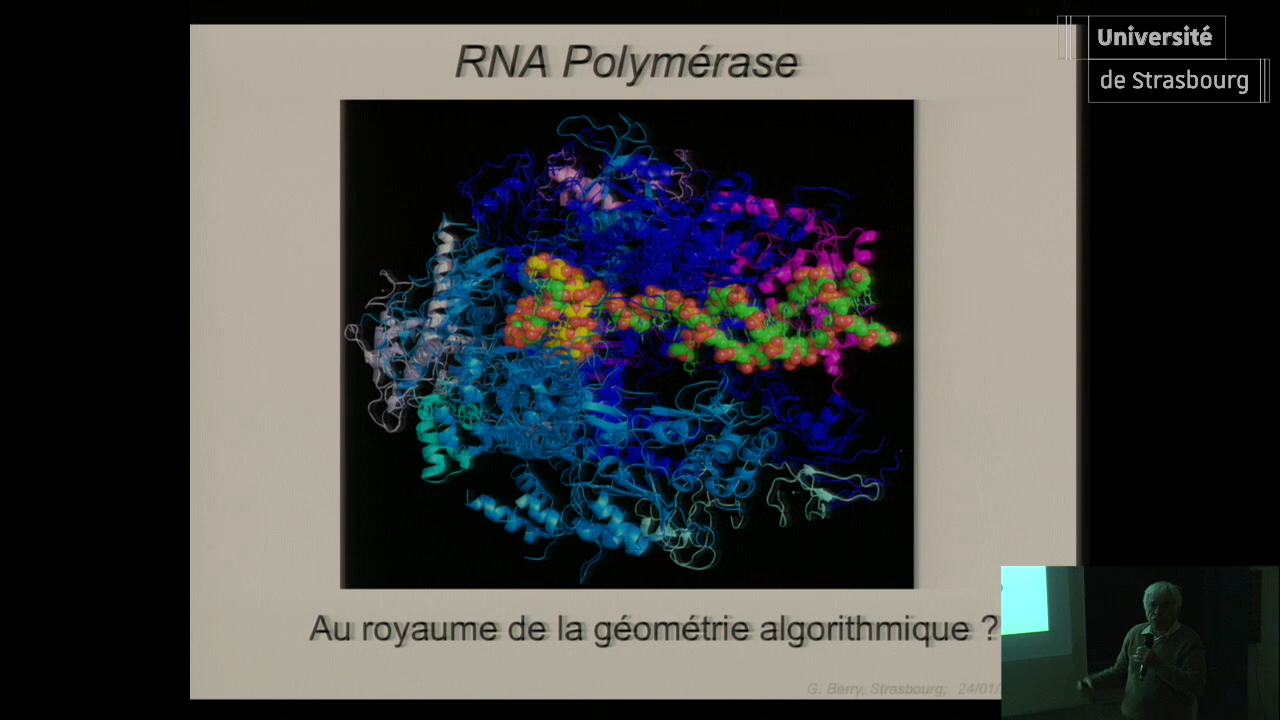 RNA Polymérase
Université
de Strasbourg
Au royaume de la géométrie algorithmique ?
G. Berry, Strasbourg, 24/01/